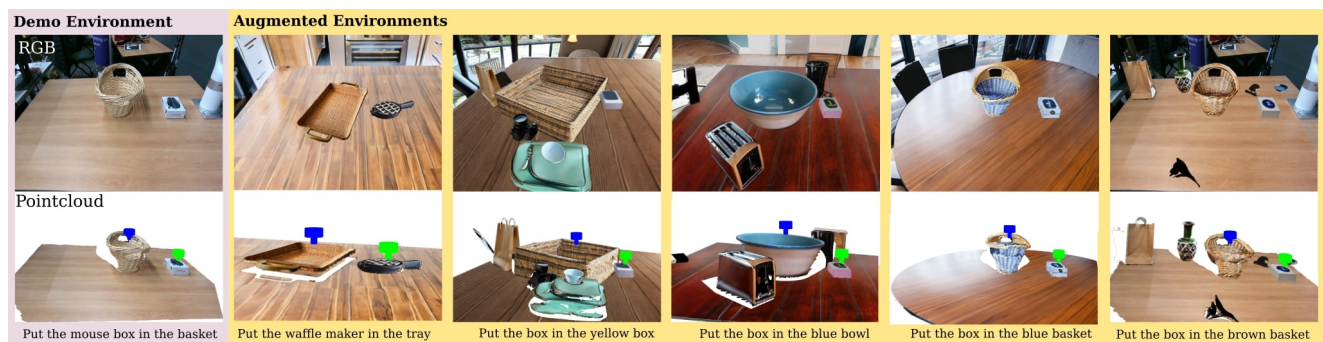 Demo Environment
Augmented Environments
RGB
Pointcloud
Put the mouse box in the basket
Put the waffle maker in the tray
Put the box in the yellow box
Put the box in the blue bowl
Put the box in the blue basket
Put the box in the brown basket